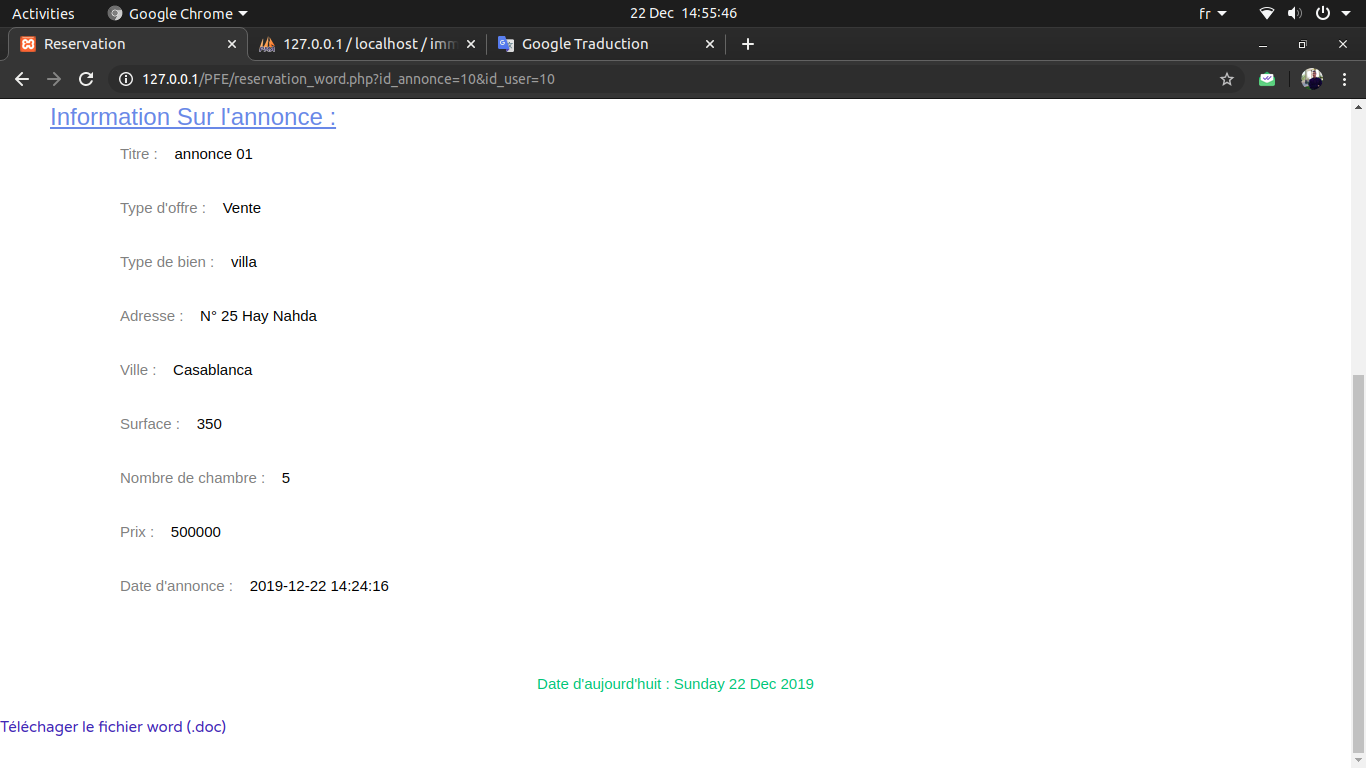 Activities Google Chrome 22 Dec 14:55:46 fr
Reservation 127.0.0.1 / localhost / imm Google Traduction
127.0.0.1/PFE/reservation_word.php?id_annonce=10&id_user=10
Information Sur l'annonce :
Titre : annonce 01
Type d'offre : Vente
Type de bien : villa
Adresse : N° 25 Hay Nahda
Ville : Casablanca
Surface : 350
Nombre de chambre : 5
Prix : 500000
Date d'annonce : 2019-12-22 14:24:16
Date d'aujourd'huit : Sunday 22 Dec 2019
Téléchager le fichier word (.doc)